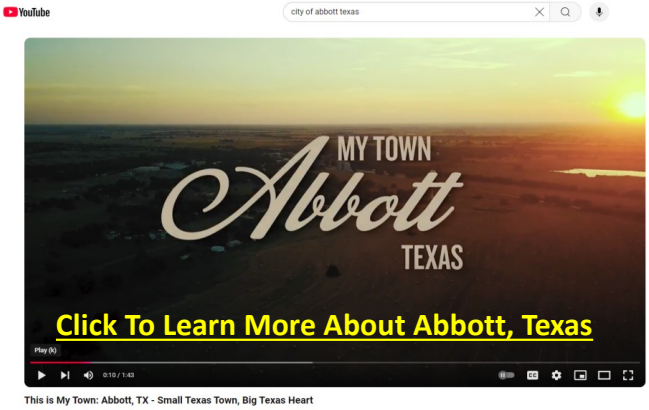 YouTube
city of abbott texas
MY TOWN
Abbott
TEXAS
Click To Learn More About Abbott, Texas
Play (k)
0:10 / 1:43
CC
This is My Town: Abbott, TX - Small Texas Town, Big Texas Heart